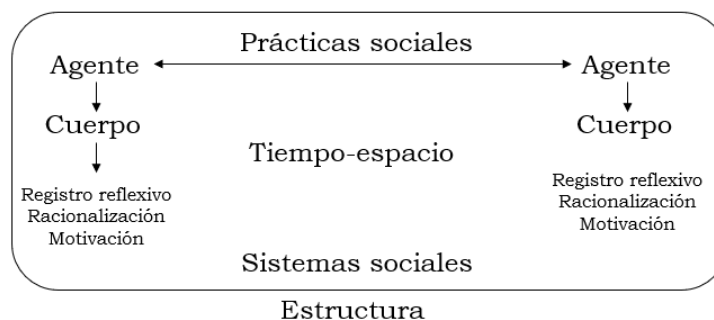 Prácticas sociales
Agente
Agente
Cuerpo
Cuerpo
Tiempo-espacio
Registro reflexivo
Racionalización
Motivación
Registro reflexivo
Racionalización
Motivación
Sistemas sociales
Estructura